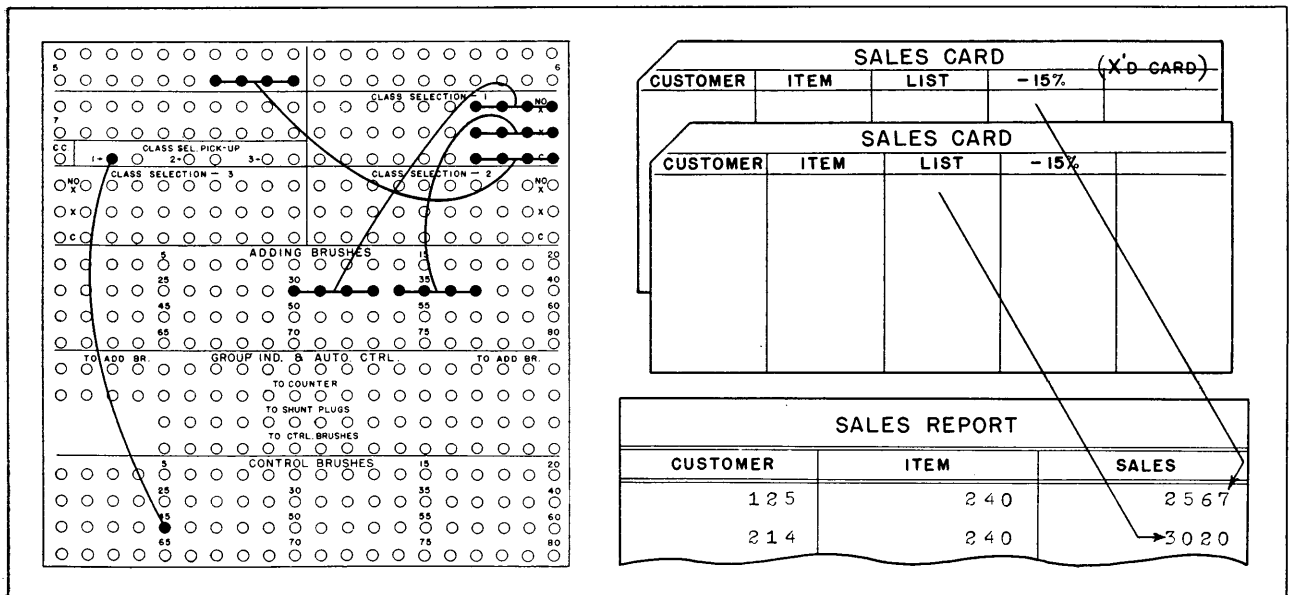 5 6
CLASS SELECTION - 1 NO X
7 X
CC 1- CLASS SEL. PICK-UP 2- 3- C
NO X CLASS SELECTION - 3 CLASS SELECTION - 2 NO X
X X
C C
5 ADDING BRUSHES 15 20
25 30 35 40
45 50 55 60
65 70 75 80
TO ADD BR. GROUP IND. & AUTO. CTRL. TO ADD BR.
TO COUNTER
TO SHUNT PLUGS
TO CTRL. BRUSHES
5 CONTROL BRUSHES 15 20
25 30 35 40
45 50 55 60
65 70 75 80
SALES CARD (X'D CARD)
CUSTOMER ITEM LIST -15%
SALES CARD
CUSTOMER ITEM LIST -15%
SALES REPORT
CUSTOMER ITEM SALES
125 240 2567
214 240 3020